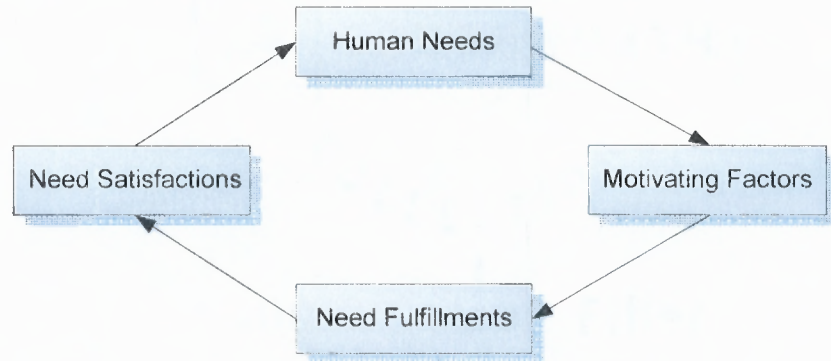 Human Needs
Need Satisfactions
Motivating Factors
Need Fulfillments